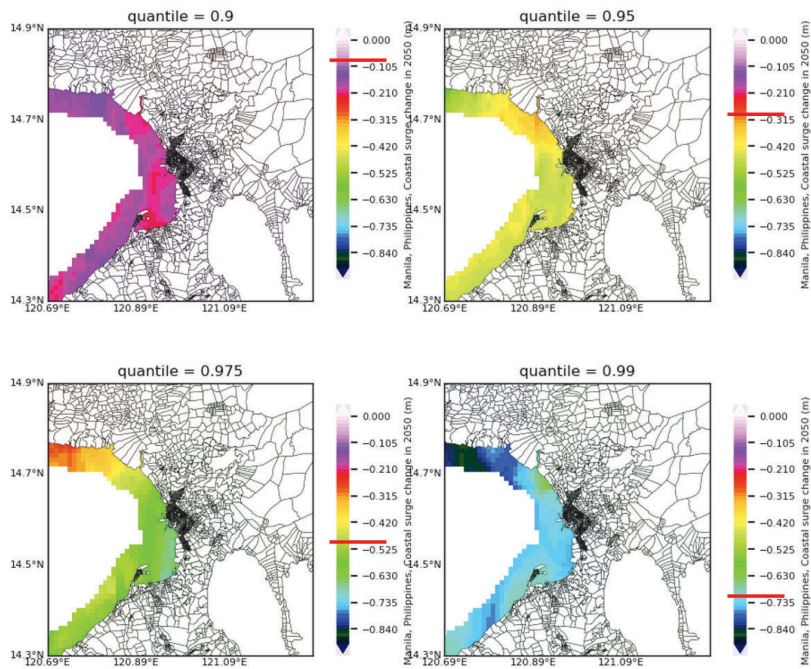 quantile = 0.9
14.9°N
14.7°N
14.5°N
14.3°N
120.69°E 120.89°E 121.09°E
0.000
−0.105
−0.210
−0.315
−0.420
−0.525
−0.630
−0.735
−0.840
Manila, Philippines, Coastal surge change in 2050 (m)
quantile = 0.95
14.9°N
14.7°N
14.5°N
14.3°N
120.69°E 120.89°E 121.09°E
0.000
−0.105
−0.210
−0.315
−0.420
−0.525
−0.630
−0.735
−0.840
Manila, Philippines, Coastal surge change in 2050 (m)
quantile = 0.975
14.9°N
14.7°N
14.5°N
14.3°N
120.69°E 120.89°E 121.09°E
0.000
−0.105
−0.210
−0.315
−0.420
−0.525
−0.630
−0.735
−0.840
Manila, Philippines, Coastal surge change in 2050 (m)
quantile = 0.99
14.9°N
14.7°N
14.5°N
14.3°N
120.69°E 120.89°E 121.09°E
0.000
−0.105
−0.210
−0.315
−0.420
−0.525
−0.630
−0.735
−0.840
Manila, Philippines, Coastal surge change in 2050 (m)